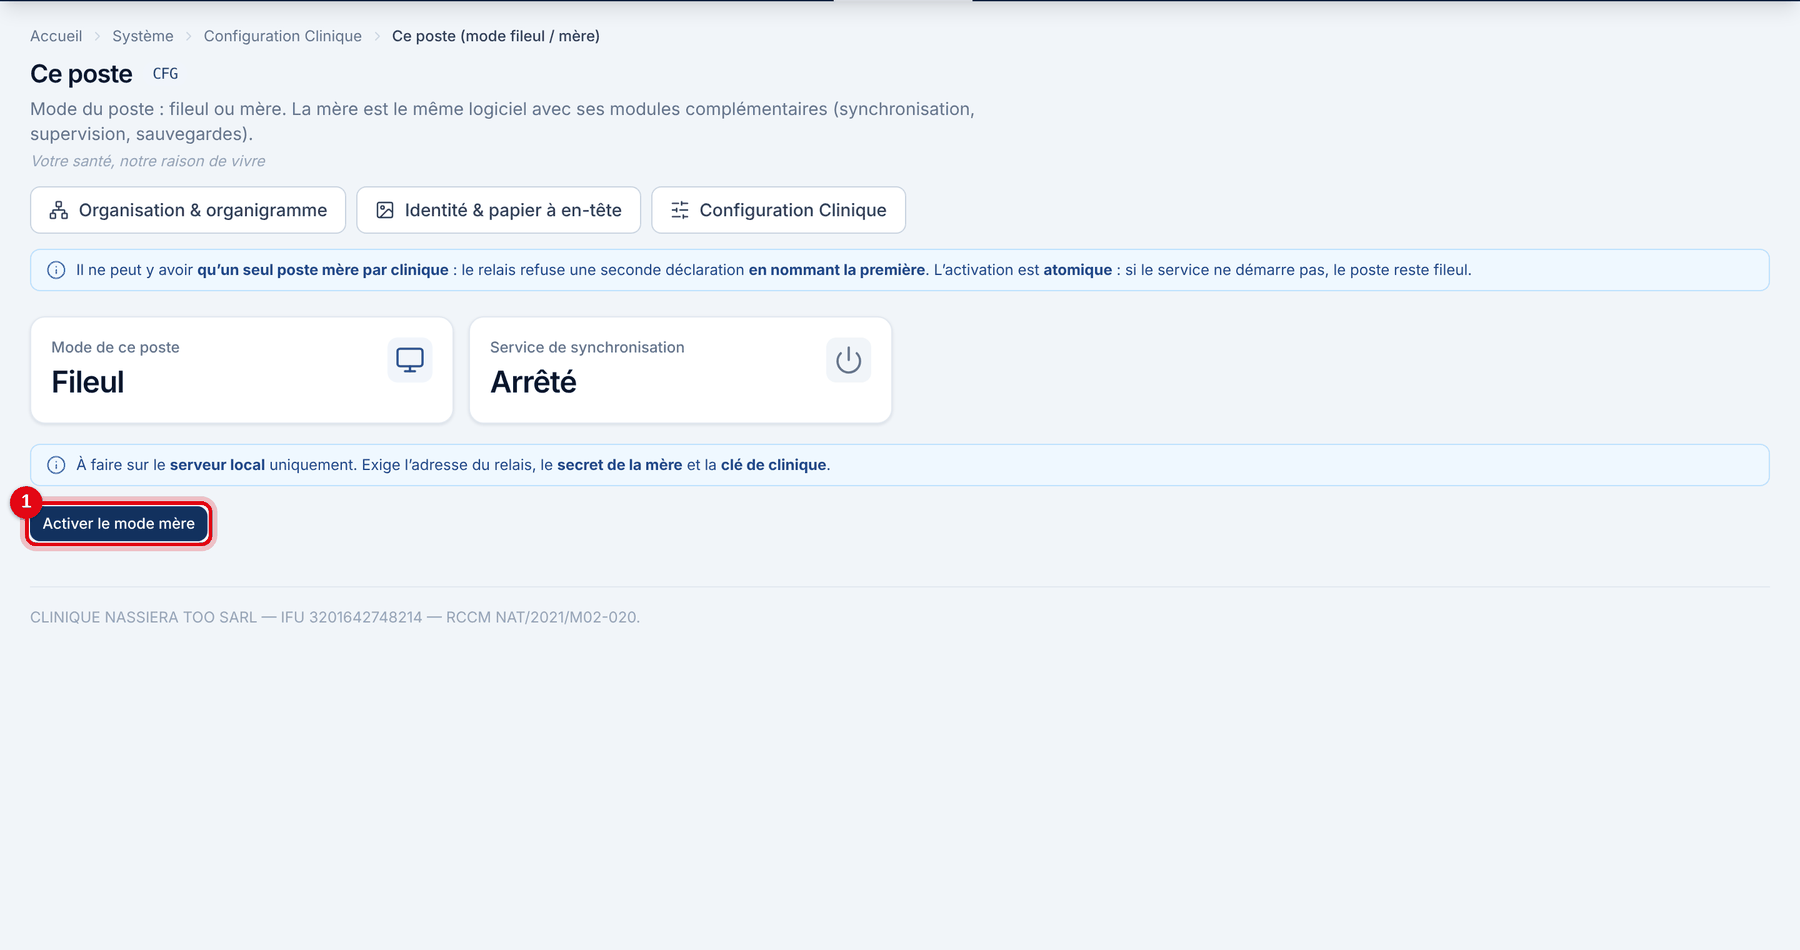 Accueil > Système > Configuration Clinique > Ce poste (mode fileul / mère)
Ce poste CFG
Mode du poste : fileul ou mère. La mère est le même logiciel avec ses modules complémentaires (synchronisation,
supervision, sauvegardes).
Votre santé, notre raison de vivre
Organisation & organigramme Identité & papier à en-tête Configuration Clinique
Il ne peut y avoir qu’un seul poste mère par clinique : le relais refuse une seconde déclaration en nommant la première. L’activation est atomique : si le service ne démarre pas, le poste reste fileul.
Mode de ce poste
Fileul
Service de synchronisation
Arrêté
À faire sur le serveur local uniquement. Exige l’adresse du relais, le secret de la mère et la clé de clinique.
1
Activer le mode mère
CLINIQUE NASSIERA TOO SARL — IFU 3201642748214 — RCCM NAT/2021/M02-020.